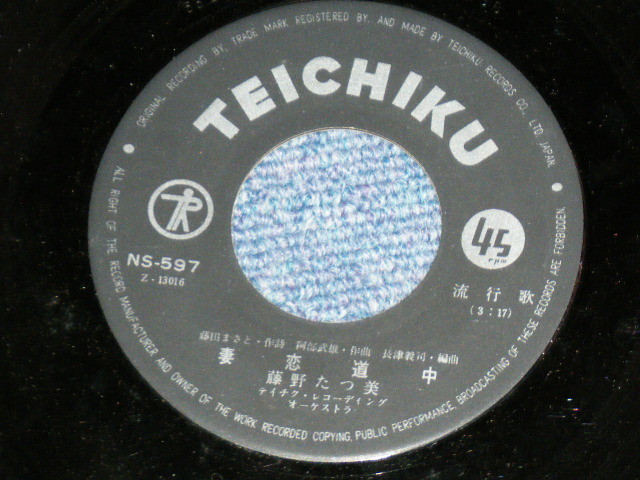 ORIGINAL RECORDING BY, TRADE MARK REGISTERED BY, AND MADE BY TEICHIKU RECORDS CO., LTD. JAPAN.
TEICHIKU
45
rpm
NS-597
Z-13016
流行歌
(3:17)
藤田まさと・作詩 阿部武雄・作曲 長津義司・編曲
妻恋道中
藤野たつ美
テイチク・レコーディング
オーケストラ
ALL RIGHT OF THE RECORD MANUFACTURER AND OWNER OF THE WORK RECORDED COPYING, PUBLIC PERFORMANCE, BROADCASTING OF THESE RECORDS ARE FORBIDDEN.